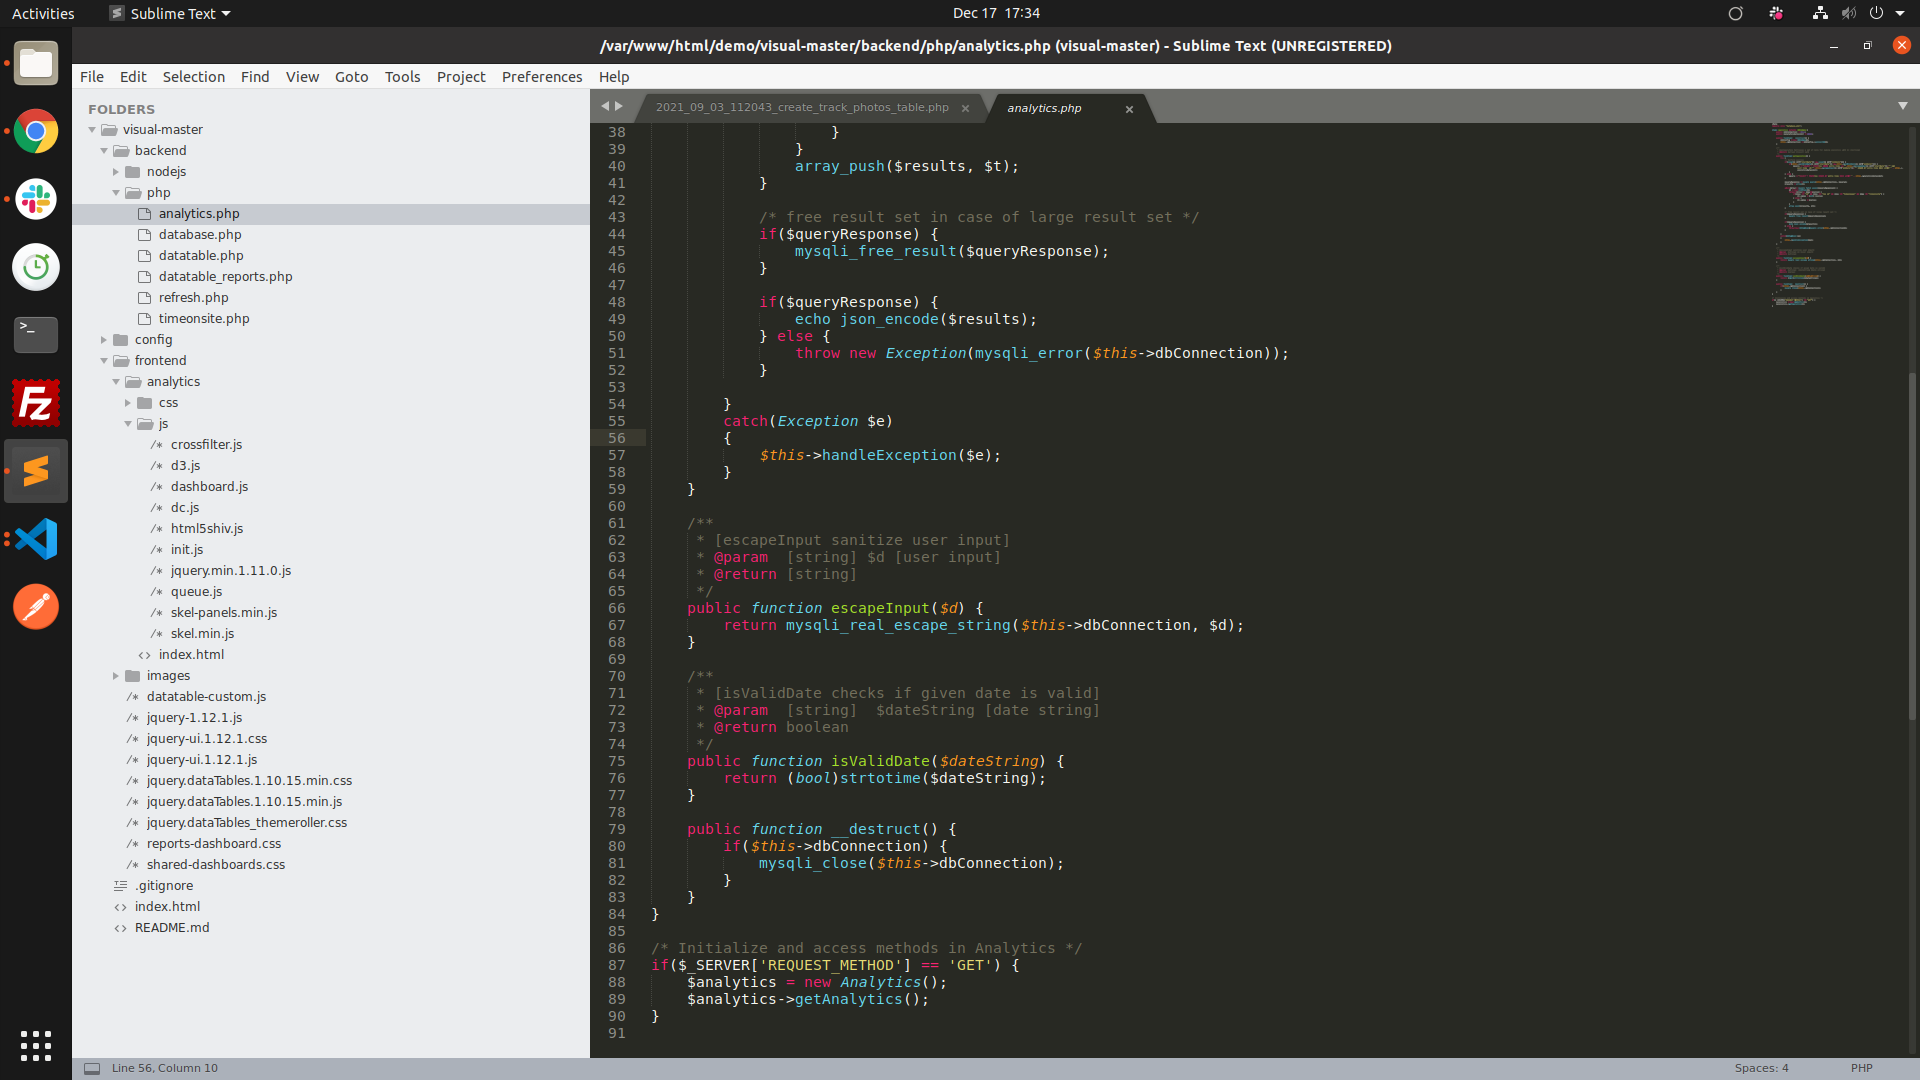 Activities
Sublime Text
Dec 17 17:34
/var/www/html/demo/visual-master/backend/php/analytics.php (visual-master) - Sublime Text (UNREGISTERED)
File Edit Selection Find View Goto Tools Project Preferences Help
FOLDERS
visual-master
backend
nodejs
php
analytics.php
database.php
datatable.php
datatable_reports.php
refresh.php
timeonsite.php
config
frontend
analytics
css
js
/* crossfilter.js
/* d3.js
/* dashboard.js
/* dc.js
/* html5shiv.js
/* init.js
/* jquery.min.1.11.0.js
/* queue.js
/* skel-panels.min.js
/* skel.min.js
<> index.html
images
/* datatable-custom.js
/* jquery-1.12.1.js
/* jquery-ui.1.12.1.css
/* jquery-ui.1.12.1.js
/* jquery.dataTables.1.10.15.min.css
/* jquery.dataTables.1.10.15.min.js
/* jquery.dataTables_themeroller.css
/* reports-dashboard.css
/* shared-dashboards.css
.gitignore
<> index.html
<> README.md
2021_09_03_112043_create_track_photos_table.php ×
analytics.php ×
38                     }
39                 }
40                 array_push($results, $t);
41             }
42
43             /* free result set in case of large result set */
44             if($queryResponse) {
45                 mysqli_free_result($queryResponse);
46             }
47
48             if($queryResponse) {
49                 echo json_encode($results);
50             } else {
51                 throw new Exception(mysqli_error($this->dbConnection));
52             }
53
54         }
55         catch(Exception $e)
56         {
57             $this->handleException($e);
58         }
59     }
60
61     /**
62      * [escapeInput sanitize user input]
63      * @param  [string] $d [user input]
64      * @return [string]
65      */
66     public function escapeInput($d) {
67         return mysqli_real_escape_string($this->dbConnection, $d);
68     }
69
70     /**
71      * [isValidDate checks if given date is valid]
72      * @param  [string]  $dateString [date string]
73      * @return boolean
74      */
75     public function isValidDate($dateString) {
76         return (bool)strtotime($dateString);
77     }
78
79     public function __destruct() {
80         if($this->dbConnection) {
81             mysqli_close($this->dbConnection);
82         }
83     }
84 }
85
86 /* Initialize and access methods in Analytics */
87 if($_SERVER['REQUEST_METHOD'] == 'GET') {
88     $analytics = new Analytics();
89     $analytics->getAnalytics();
90 }
91
Line 56, Column 10
Spaces: 4
PHP